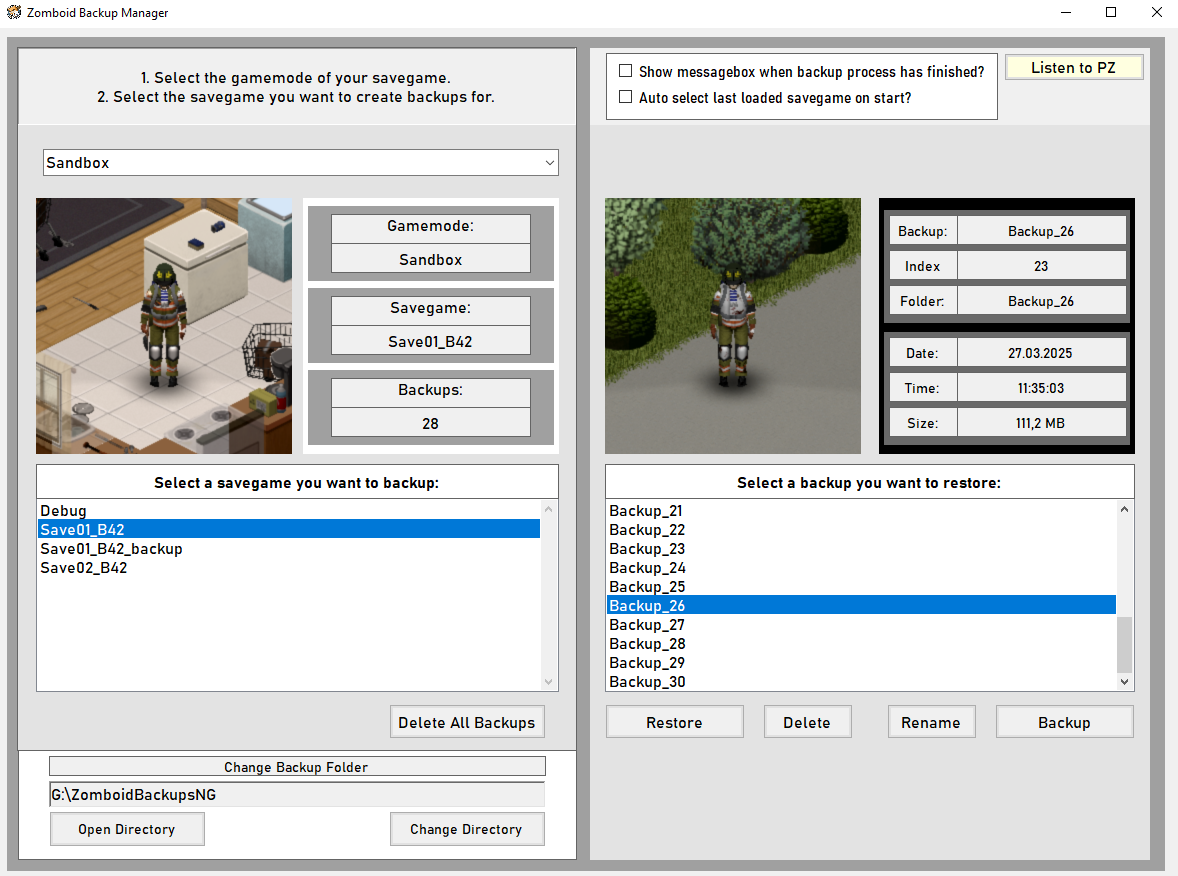 Zomboid Backup Manager
1. Select the gamemode of your savegame.
2. Select the savegame you want to create backups for.
Sandbox
Gamemode:
Sandbox
Savegame:
Save01_B42
Backups:
28
Select a savegame you want to backup:
Debug
Save01_B42
Save01_B42_backup
Save02_B42
Delete All Backups
Change Backup Folder
G:\ZomboidBackupsNG
Open Directory
Change Directory
Show messagebox when backup process has finished?
Auto select last loaded savegame on start?
Listen to PZ
Backup: Backup_26
Index 23
Folder: Backup_26
Date: 27.03.2025
Time: 11:35:03
Size: 111,2 MB
Select a backup you want to restore:
Backup_21
Backup_22
Backup_23
Backup_24
Backup_25
Backup_26
Backup_27
Backup_28
Backup_29
Backup_30
Restore
Delete
Rename
Backup